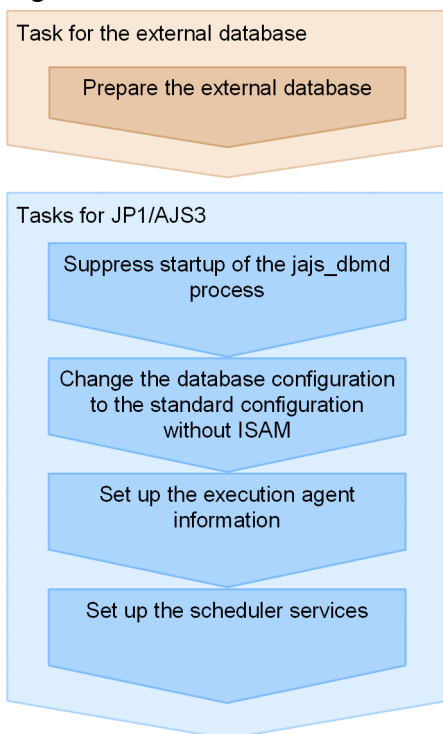 Task for the external database
Prepare the external database
Tasks for JP1/AJS3
Suppress startup of the jajs_dbmd
process
Change the database configuration
to the standard configuration
without ISAM
Set up the execution agent
information
Set up the scheduler services